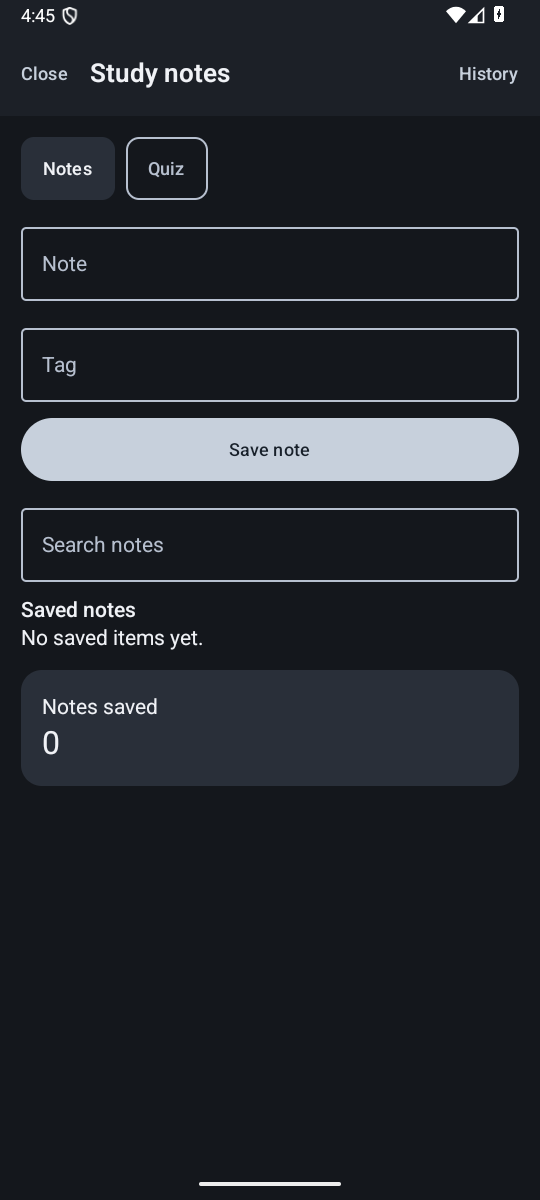 4:45
Close Study notes History
Notes Quiz
Note
Tag
Save note
Search notes
Saved notes
No saved items yet.
Notes saved
0